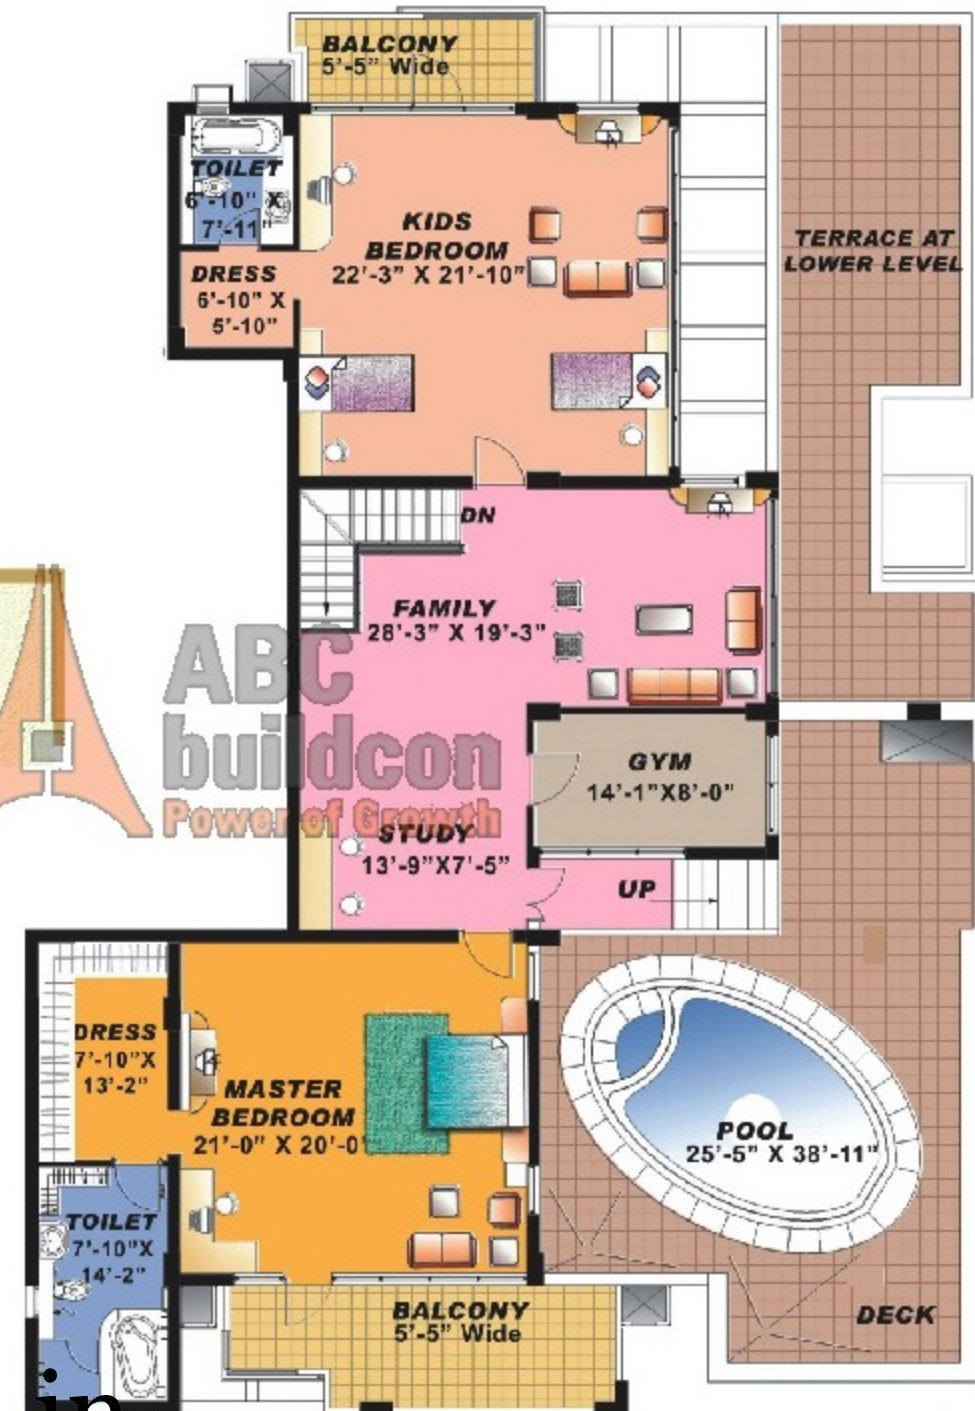 BALCONY
5'-5" Wide
TOILET
6'-10" X
7'-11"
KIDS
BEDROOM
22'-3" X 21'-10"
TERRACE AT
LOWER LEVEL
DRESS
6'-10" X
5'-10"
DN
FAMILY
28'-3" X 19'-3"
ABC
buildcon
Power of Growth
GYM
14'-1"X8'-0"
STUDY
13'-9"X7'-5"
UP
DRESS
7'-10"X
13'-2"
MASTER
BEDROOM
21'-0" X 20'-0'
POOL
25'-5" X 38'-11"
TOILET
7'-10"X
14'-2"
BALCONY
5'-5" Wide
DECK
in